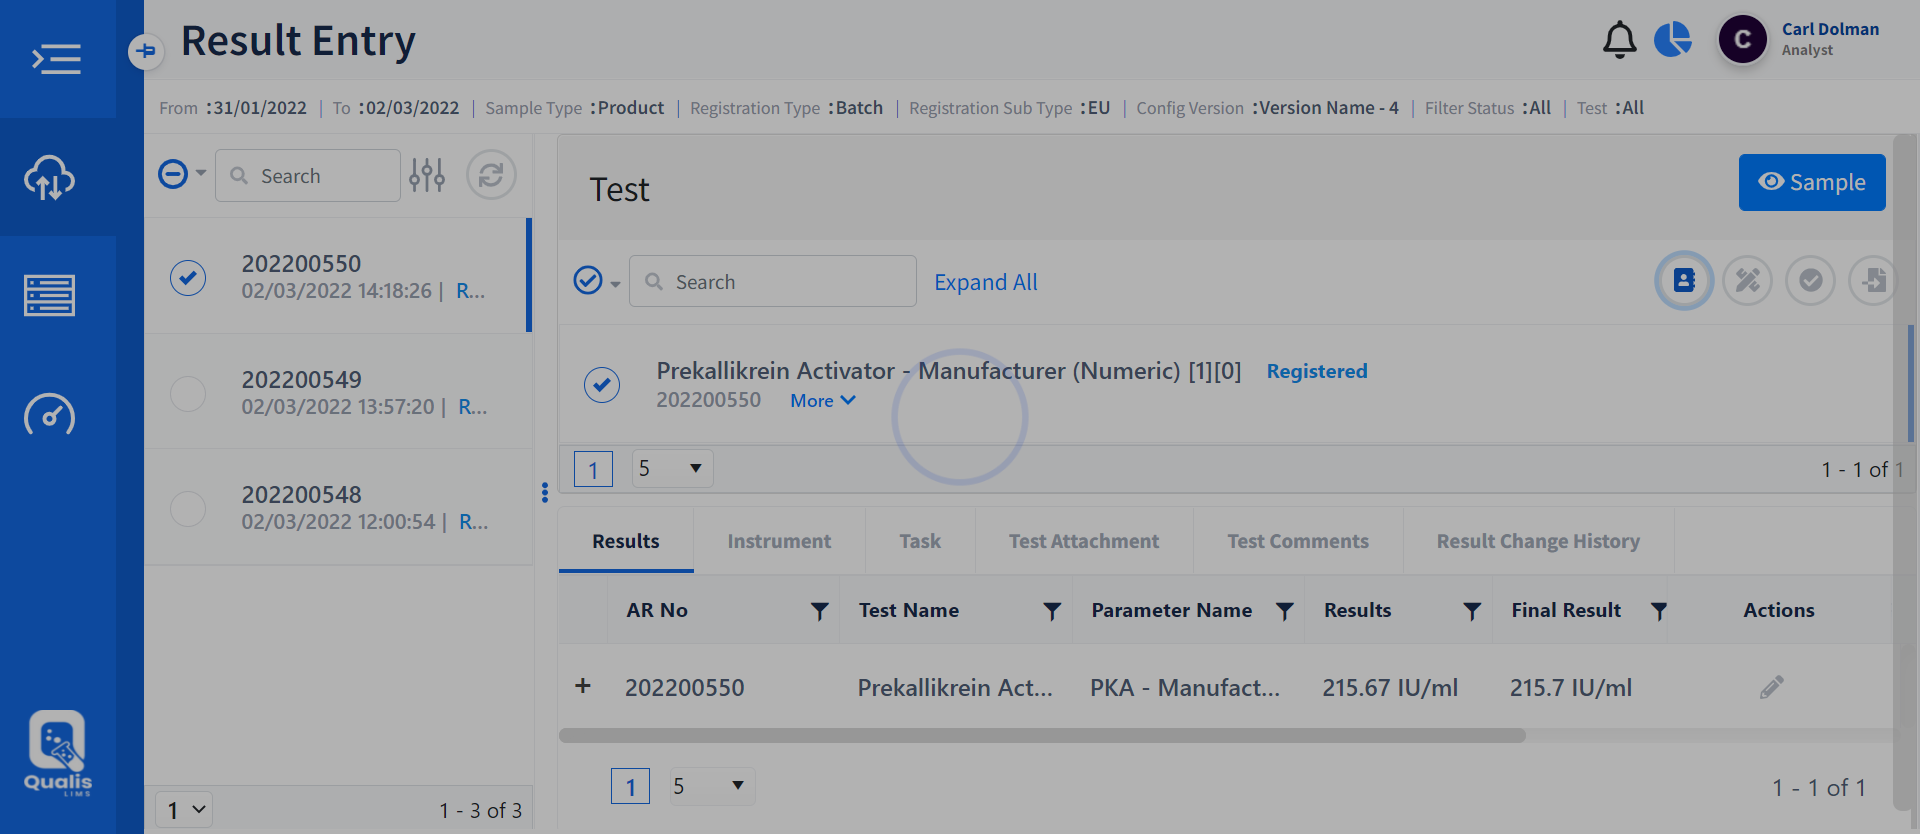 Result Entry
C
Carl Dolman
Analyst
From :31/01/2022 | To :02/03/2022 | Sample Type :Product | Registration Type :Batch | Registration Sub Type :EU | Config Version :Version Name - 4 | Filter Status :All | Test :All
Search
202200550
02/03/2022 14:18:26 | R...
202200549
02/03/2022 13:57:20 | R...
202200548
02/03/2022 12:00:54 | R...
1
1 - 3 of 3
Test
Sample
Search
Expand All
Prekallikrein Activator - Manufacturer (Numeric) [1][0] Registered
202200550 More
1 5 1 - 1 of 1
Results Instrument Task Test Attachment Test Comments Result Change History
AR No Test Name Parameter Name Results Final Result Actions
+ 202200550 Prekallikrein Act... PKA - Manufact... 215.67 IU/ml 215.7 IU/ml
1 5 1 - 1 of 1
Qualis
LIMS